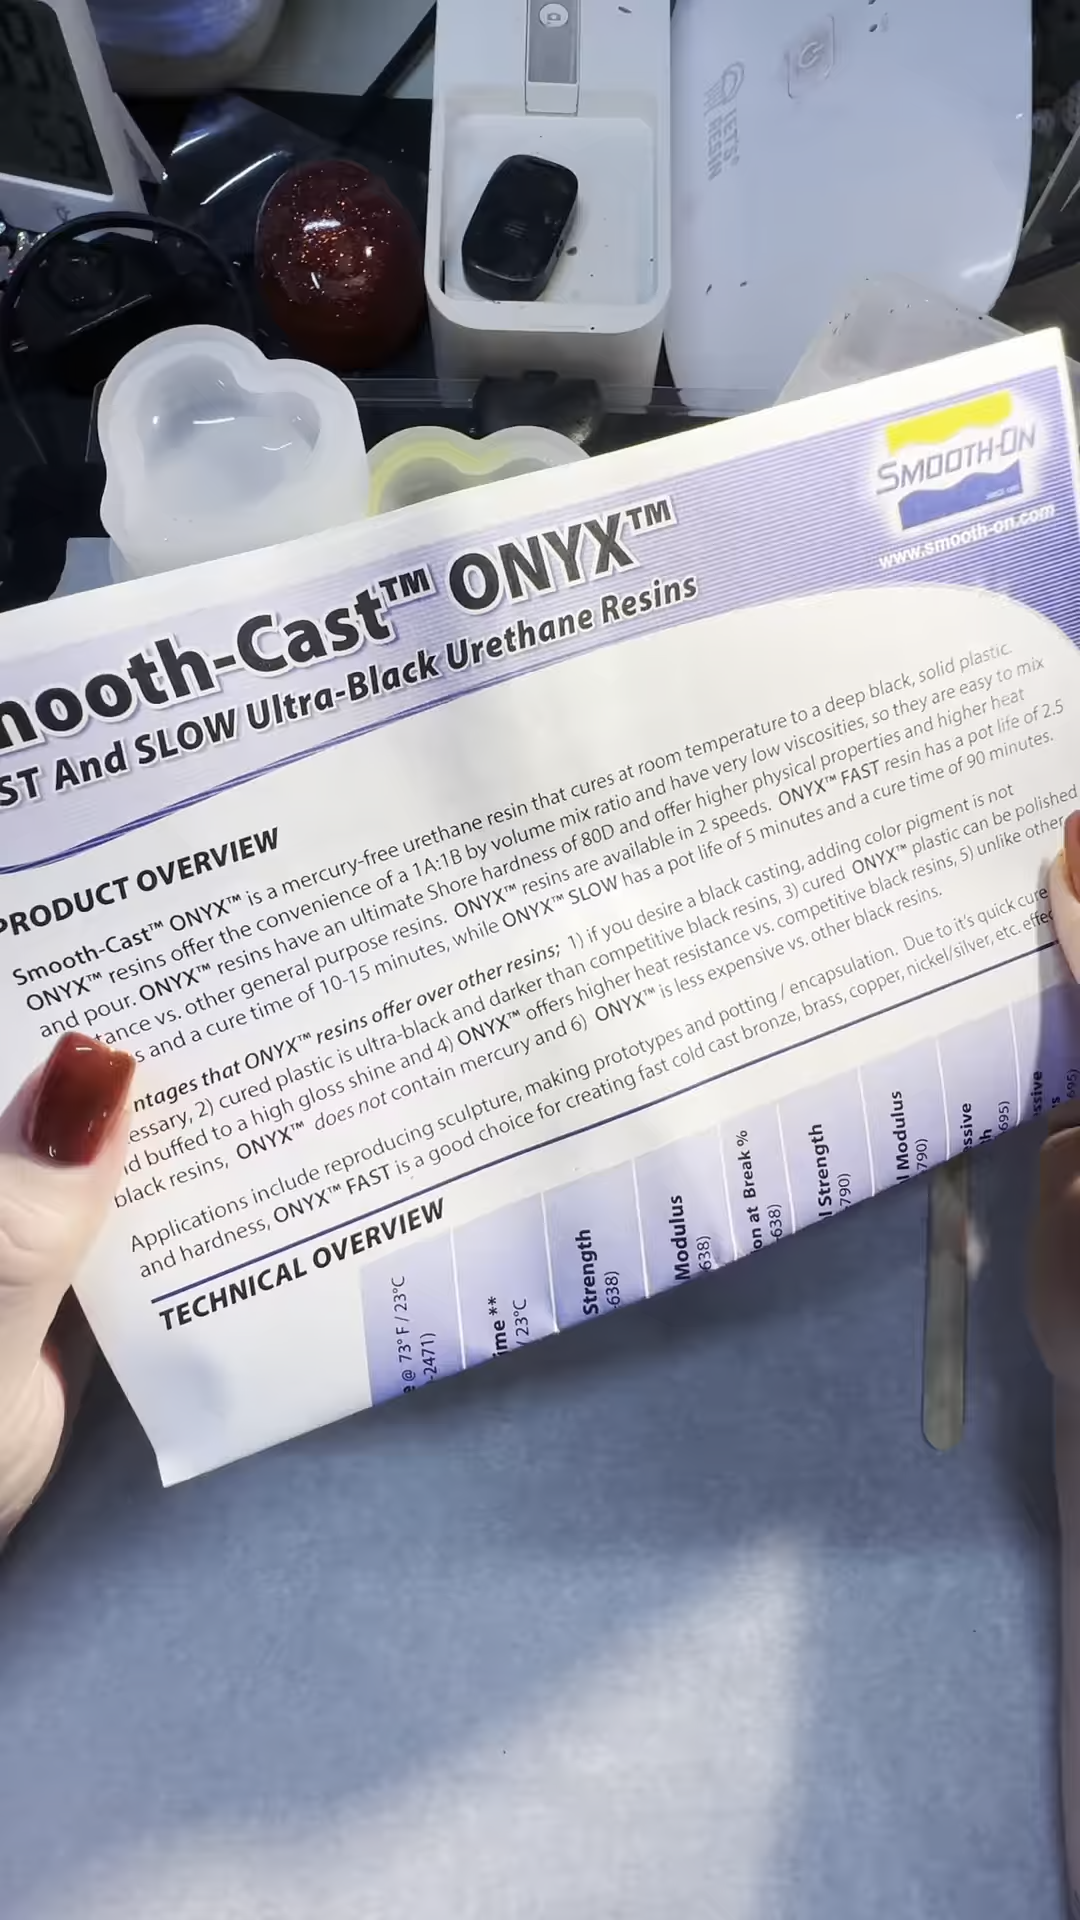 SMOOTH-ON
www.smooth-on.com
LET'S
RESIN
mooth-Cast™ ONYX™
ST And SLOW Ultra-Black Urethane Resins
PRODUCT OVERVIEW
Smooth-Cast™ ONYX™ is a mercury-free urethane resin that cures at room temperature to a deep black, solid plastic.
ONYX™ resins offer the convenience of a 1A:1B by volume mix ratio and have very low viscosities, so they are easy to mix
and pour. ONYX™ resins have an ultimate Shore hardness of 80D and offer higher physical properties and higher heat
tance vs. other general purpose resins. ONYX™ resins are available in 2 speeds. ONYX™ FAST resin has a pot life of 2.5
s and a cure time of 10-15 minutes, while ONYX™ SLOW has a pot life of 5 minutes and a cure time of 90 minutes.
ntages that ONYX™ resins offer over other resins; 1) if you desire a black casting, adding color pigment is not
essary, 2) cured plastic is ultra-black and darker than competitive black resins, 3) cured ONYX™ plastic can be polished
d buffed to a high gloss shine and 4) ONYX™ offers higher heat resistance vs. competitive black resins, 5) unlike other
black resins, ONYX™ does not contain mercury and 6) ONYX™ is less expensive vs. other black resins.
Applications include reproducing sculpture, making prototypes and potting / encapsulation. Due to it's quick cure
and hardness, ONYX™ FAST is a good choice for creating fast cold cast bronze, brass, copper, nickel/silver, etc. effec
TECHNICAL OVERVIEW
e @ 73°F / 23°C
-2471)
ime **
/ 23°C
Strength
638)
Modulus
638)
on at Break %
638)
l Strength
790)
l Modulus
790)
ssive
h
695)
ssive
s
695)